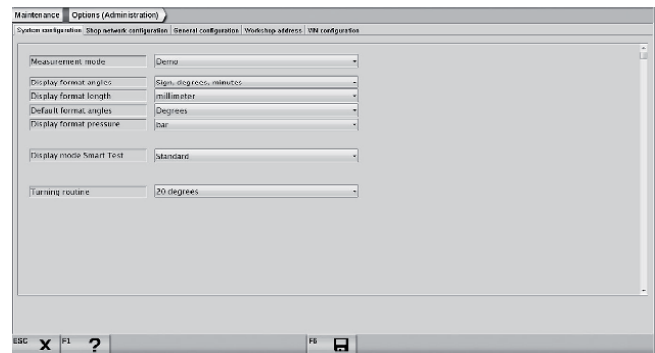 Maintenance Options (Administration)
System configuration Shop network configuration General configuration Workshop address VIN configuration
Measurement mode Demo
Display format angles Sign, degrees, minutes
Display format length millimeter
Default format angles Degrees
Display format pressure bar
Display mode Smart Test Standard
Turning routine 20 degrees
ESC X F1 ? F6